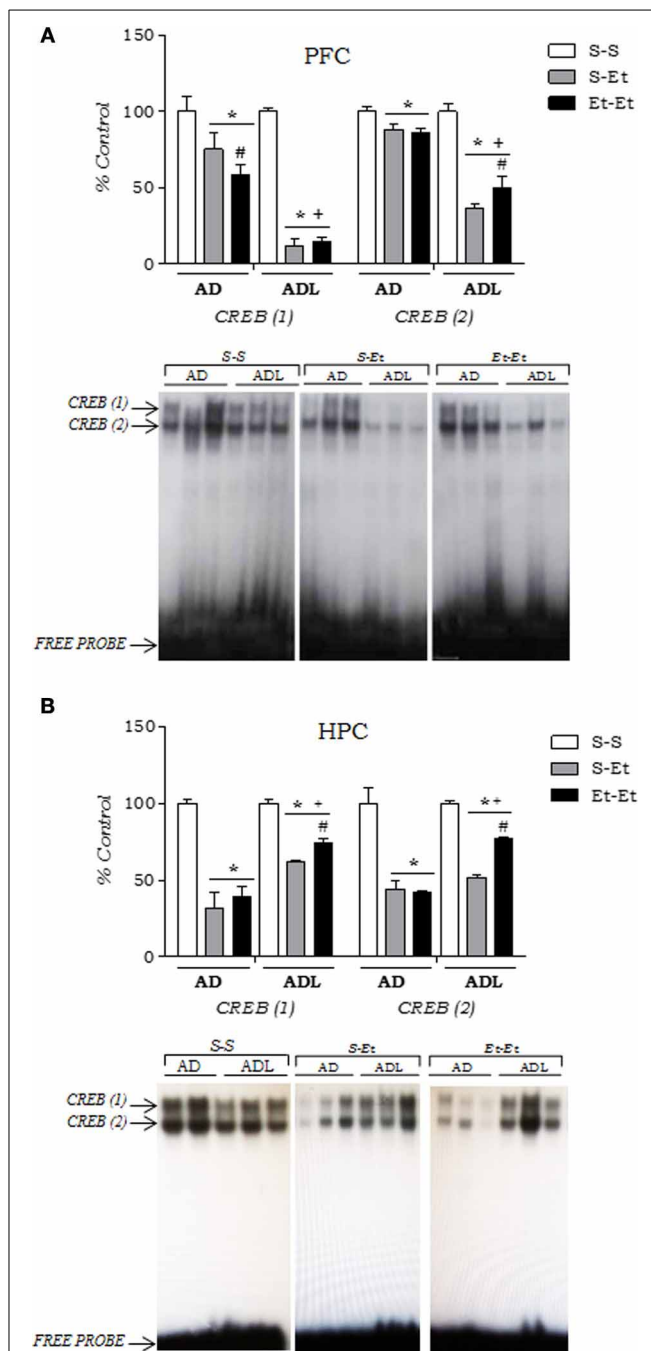 A
PFC
S-S
S-Et
Et-Et
% Control
150
100
50
0
*
#
* +
*
* +
#
AD ADL AD ADL
CREB (1) CREB (2)
S-S S-Et Et-Et
AD ADL AD ADL AD ADL
CREB (1)
CREB (2)
FREE PROBE
B
HPC
S-S
S-Et
Et-Et
% Control
150
100
50
0
*
* +
#
*
*+
#
AD ADL AD ADL
CREB (1) CREB (2)
S-S S-Et Et-Et
AD ADL AD ADL AD ADL
CREB (1)
CREB (2)
FREE PROBE